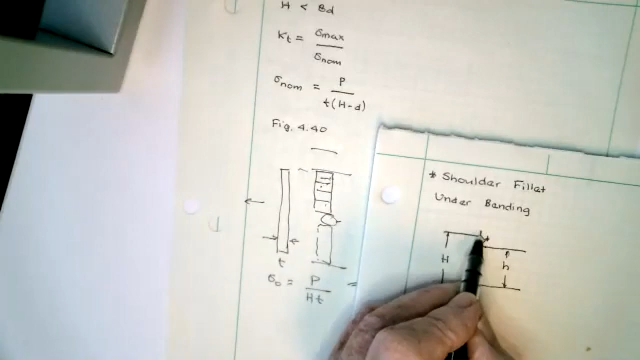 H < 8d
Kt = σmax / σnom
σnom = P / t(H-d)
Fig. 4.40
t
σo = P / Ht =
* Shoulder Fillet
Under Bending
H
h